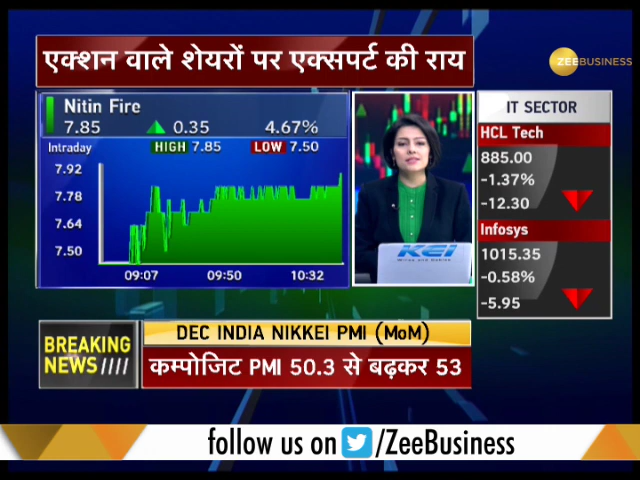 एक्शन वाले शेयरों पर एक्सपर्ट की राय
ZEEBUSINESS
Nitin Fire
7.85 0.35 4.67%
Intraday HIGH 7.85 LOW 7.50
7.92
7.78
7.64
7.50
09:07 09:50 10:32
KEI
IT SECTOR
HCL Tech
885.00
-1.37%
-12.30
Infosys
1015.35
-0.58%
-5.95
BREAKING NEWS ////
DEC INDIA NIKKEI PMI (MoM)
कम्पोजिट PMI 50.3 से बढ़कर 53
follow us on /ZeeBusiness